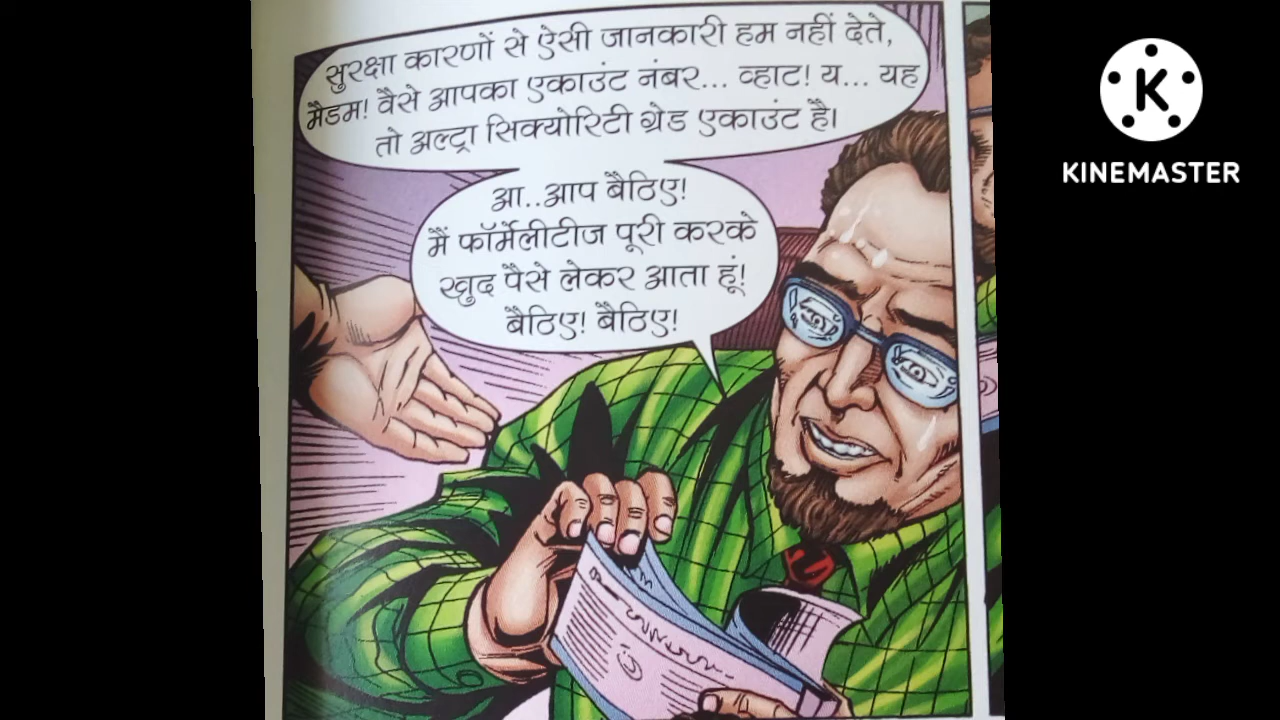 सुरक्षा कारणों से ऐसी जानकारी हम नहीं देते,
मैडम! वैसे आपका एकाउंट नंबर... व्हाट! य... यह
तो अल्ट्रा सिक्योरिटी ग्रेड एकाउंट है।
आ..आप बैठिए!
मैं फॉर्मेलीटीज पूरी करके
खुद पैसे लेकर आता हूं!
बैठिए! बैठिए!
K
KINEMASTER